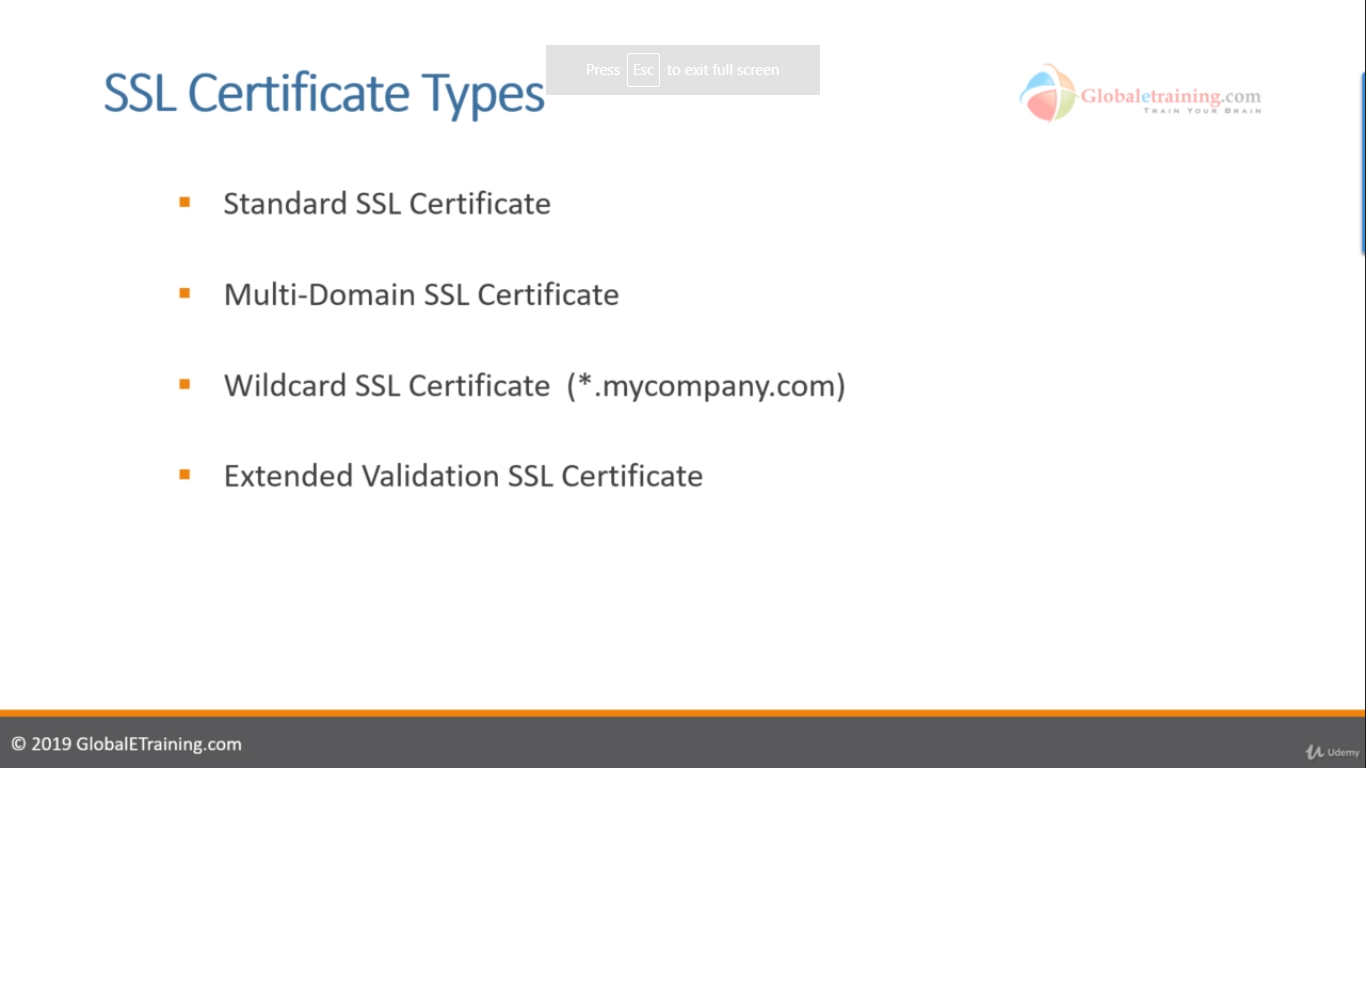 Press Esc to exit full screen
SSL Certificate Types
Globaletraining.com
TRAIN YOUR BRAIN
Standard SSL Certificate
Multi-Domain SSL Certificate
Wildcard SSL Certificate (*.mycompany.com)
Extended Validation SSL Certificate
© 2019 GlobalETraining.com
Udemy